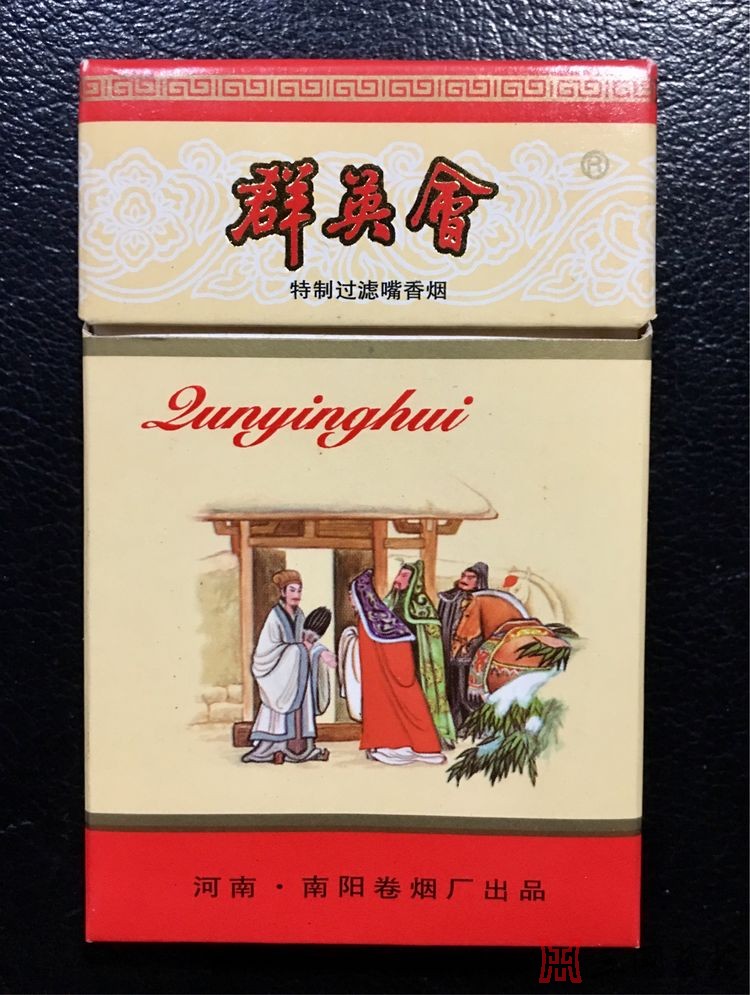 群英會
®
特制过滤嘴香烟
Qunyinghui
河南·南阳卷烟厂出品